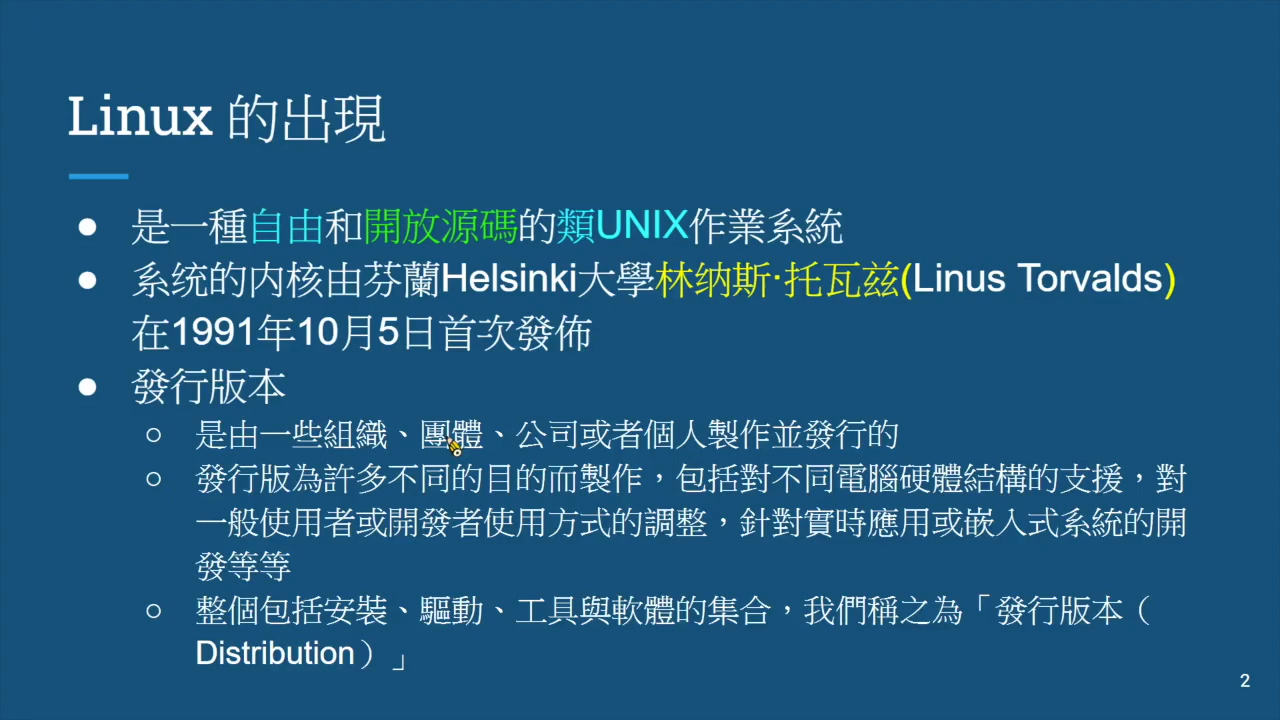 Linux 的出現
● 是一種自由和開放源碼的類UNIX作業系統
● 系统的内核由芬蘭Helsinki大學林纳斯·托瓦兹(Linus Torvalds)
在1991年10月5日首次發佈
● 發行版本
○ 是由一些組織、團體、公司或者個人製作並發行的
○ 發行版為許多不同的目的而製作，包括對不同電腦硬體結構的支援，對
一般使用者或開發者使用方式的調整，針對實時應用或嵌入式系統的開
發等等
○ 整個包括安裝、驅動、工具與軟體的集合，我們稱之為「發行版本（
Distribution）」
2